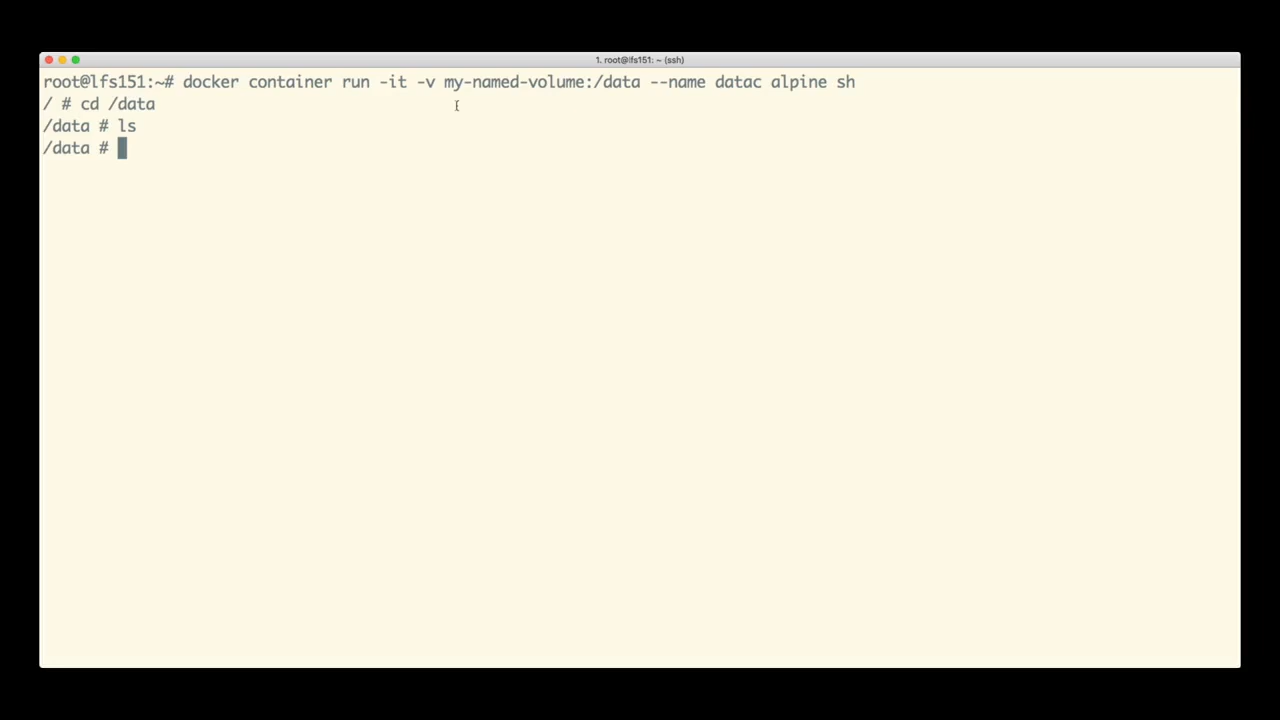 1. root@lfs151: ~ (ssh)
root@lfs151:~# docker container run -it -v my-named-volume:/data --name datac alpine sh
/ # cd /data
/data # ls
/data #